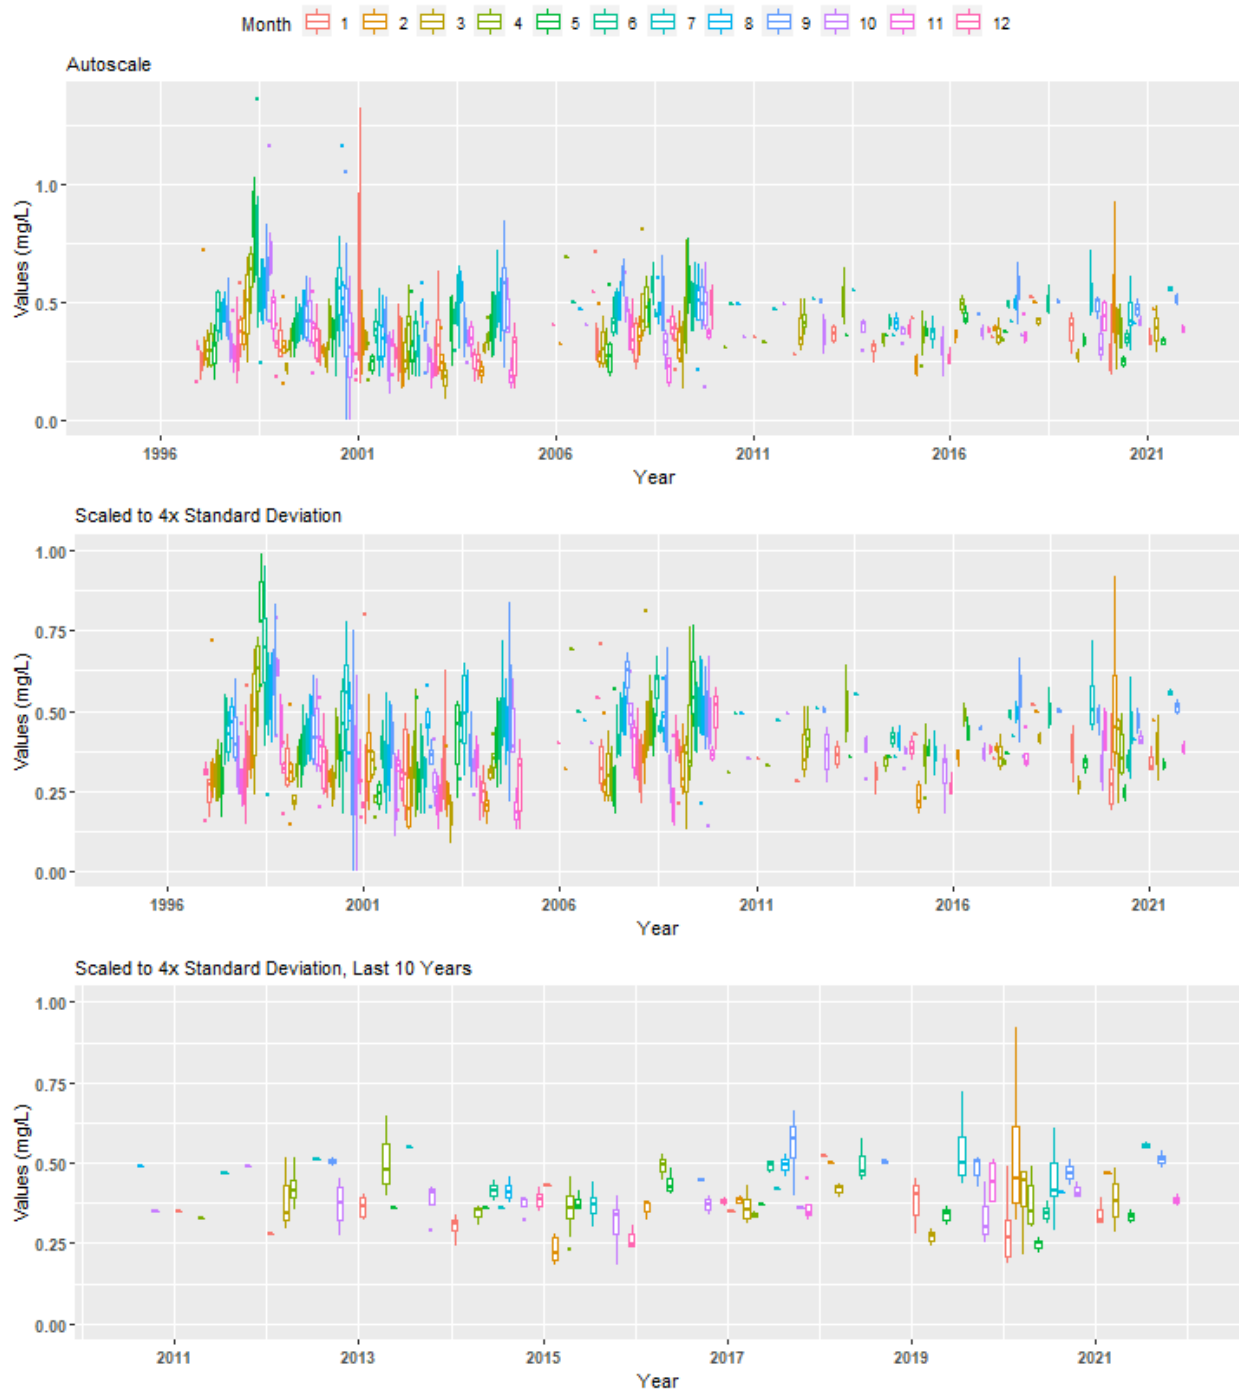 Month 1 2 3 4 5 6 7 8 9 10 11 12
Autoscale
Values (mg/L)
1.0
0.5
0.0
1996 2001 2006 2011 2016 2021
Year
Scaled to 4x Standard Deviation
Values (mg/L)
1.00
0.75
0.50
0.25
0.00
1996 2001 2006 2011 2016 2021
Year
Scaled to 4x Standard Deviation, Last 10 Years
Values (mg/L)
1.00
0.75
0.50
0.25
0.00
2011 2013 2015 2017 2019 2021
Year